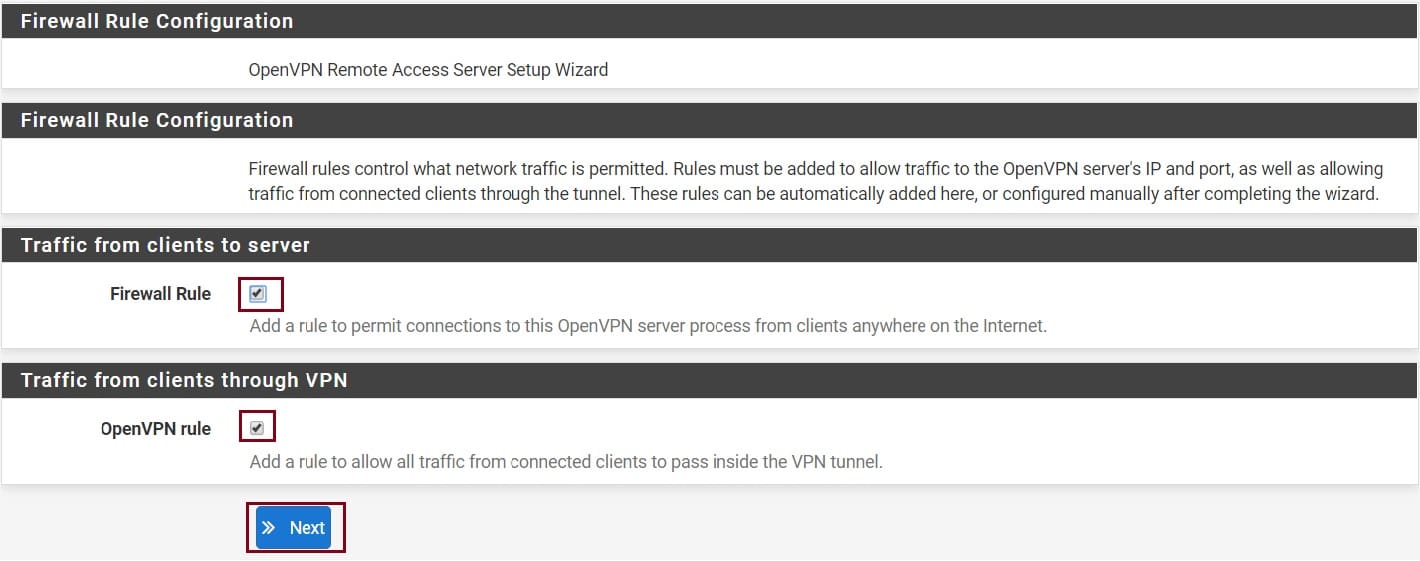 Firewall Rule Configuration
OpenVPN Remote Access Server Setup Wizard
Firewall Rule Configuration
Firewall rules control what network traffic is permitted. Rules must be added to allow traffic to the OpenVPN server's IP and port, as well as allowing
traffic from connected clients through the tunnel. These rules can be automatically added here, or configured manually after completing the wizard.
Traffic from clients to server
Firewall Rule
Add a rule to permit connections to this OpenVPN server process from clients anywhere on the Internet.
Traffic from clients through VPN
OpenVPN rule
Add a rule to allow all traffic from connected clients to pass inside the VPN tunnel.
Next